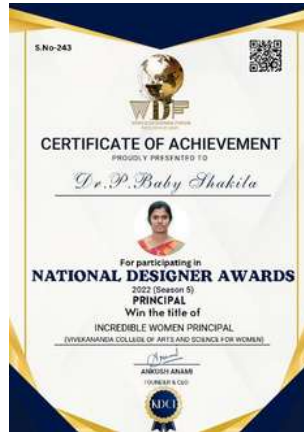 S.No-243
WDF
CERTIFICATE OF ACHIEVEMENT
PROUDLY PRESENTED TO
Dr.P.Baby Shakila
For participating in
NATIONAL DESIGNER AWARDS
2022 (Season 5)
PRINCIPAL
Win the title of
INCREDIBLE WOMEN PRINCIPAL
(VIVEKANANDA COLLEGE OF ARTS AND SCIENCE FOR WOMEN)
ANKUSH ANAMI
FOUNDER & CEO
KDCI